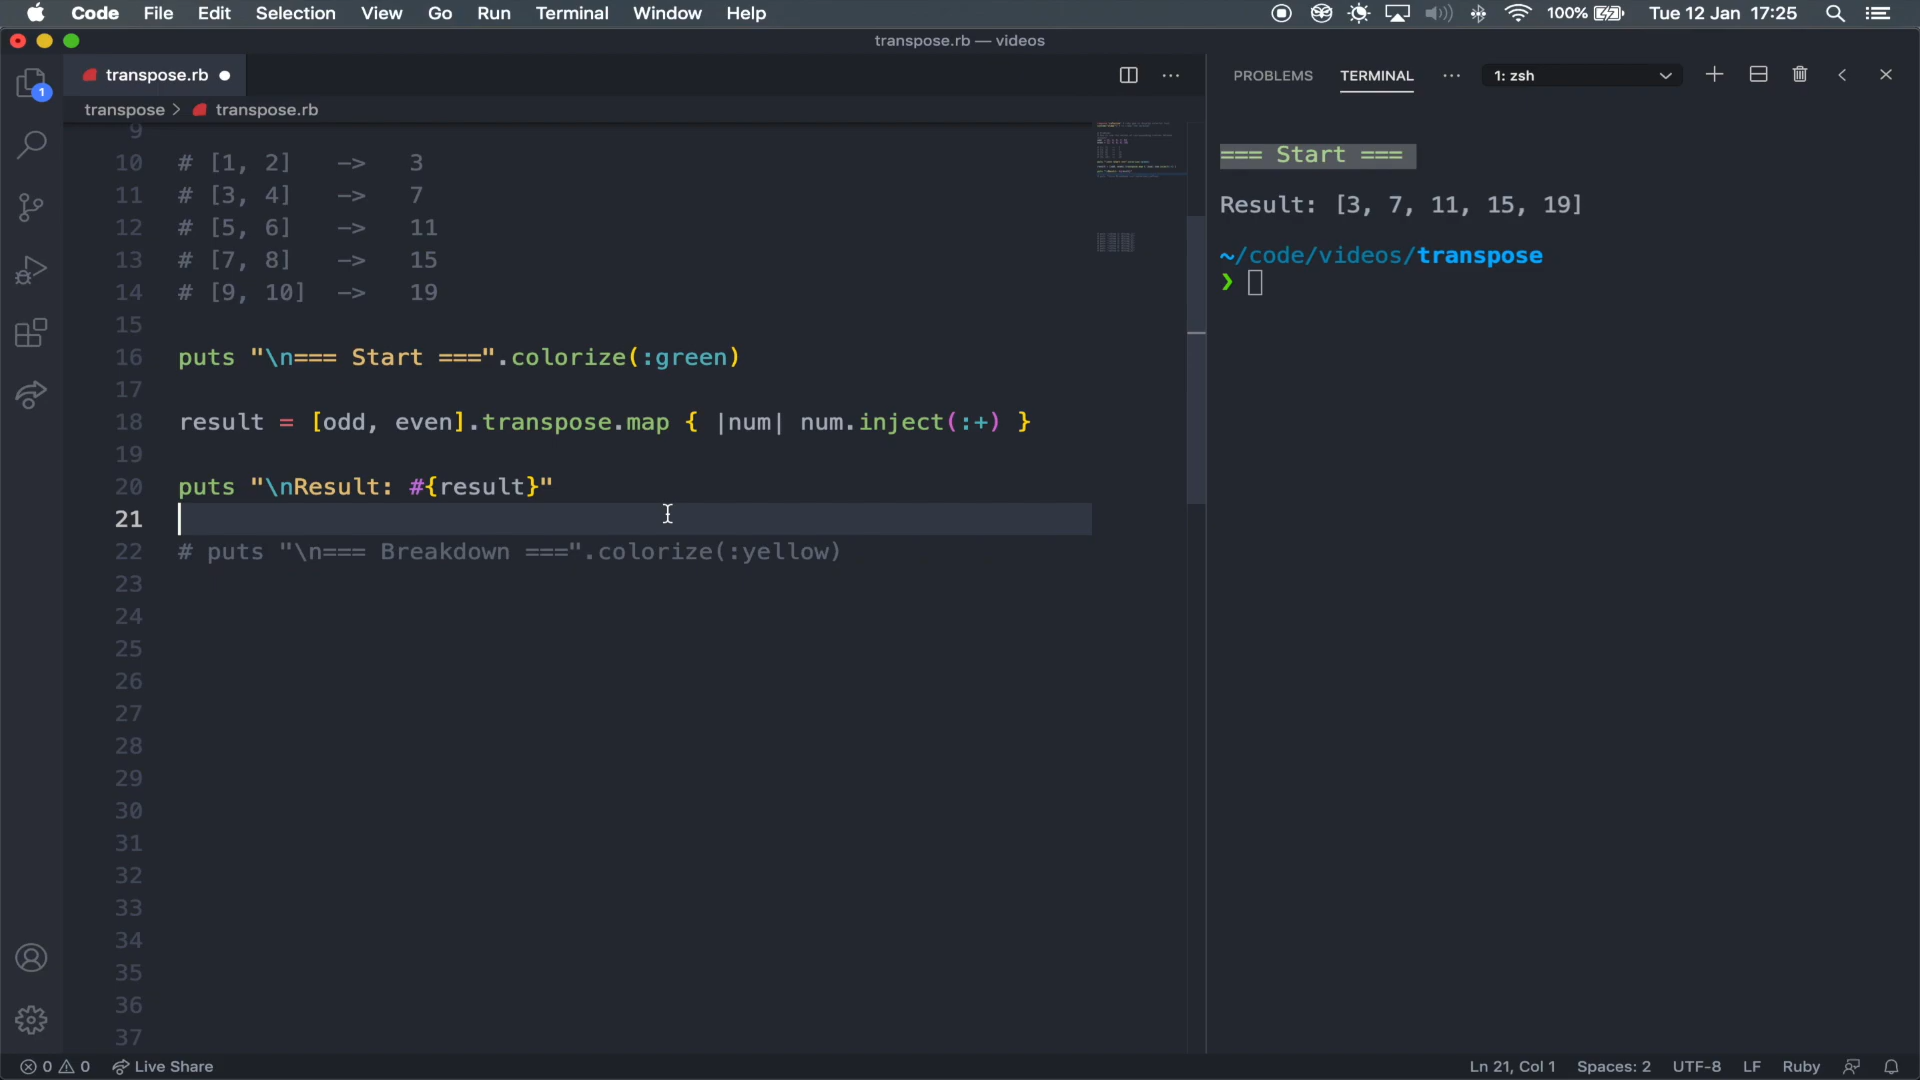 Code File Edit Selection View Go Run Terminal Window Help 100% Tue 12 Jan 17:25
transpose.rb — videos
transpose.rb
PROBLEMS TERMINAL ··· 1: zsh
transpose > transpose.rb
9
10 # [1, 2] -> 3
11 # [3, 4] -> 7
12 # [5, 6] -> 11
13 # [7, 8] -> 15
14 # [9, 10] -> 19
15
16 puts "\n=== Start ===".colorize(:green)
17
18 result = [odd, even].transpose.map { |num| num.inject(:+) }
19
20 puts "\nResult: #{result}"
21
22 # puts "\n=== Breakdown ===".colorize(:yellow)
23
24
25
26
27
28
29
30
31
32
33
34
35
36
37
=== Start ===
Result: [3, 7, 11, 15, 19]
~/code/videos/transpose
❯
1
0 0 Live Share Ln 21, Col 1 Spaces: 2 UTF-8 LF Ruby